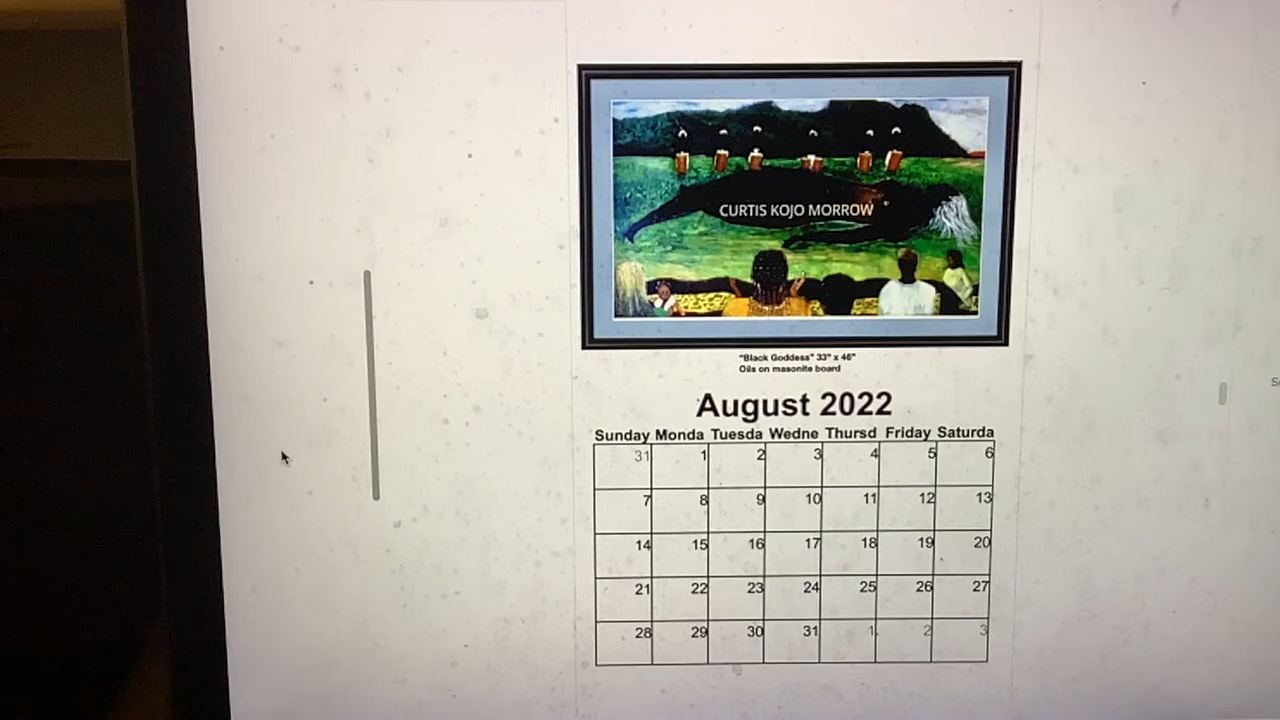 CURTIS KOJO MORROW
"Black Goddess" 33" x 46"
Oils on masonite board
August 2022
Sunday Monda Tuesda Wedne Thursd Friday Saturda
31 1 2 3 4 5 6
7 8 9 10 11 12 13
14 15 16 17 18 19 20
21 22 23 24 25 26 27
28 29 30 31 1 2 3